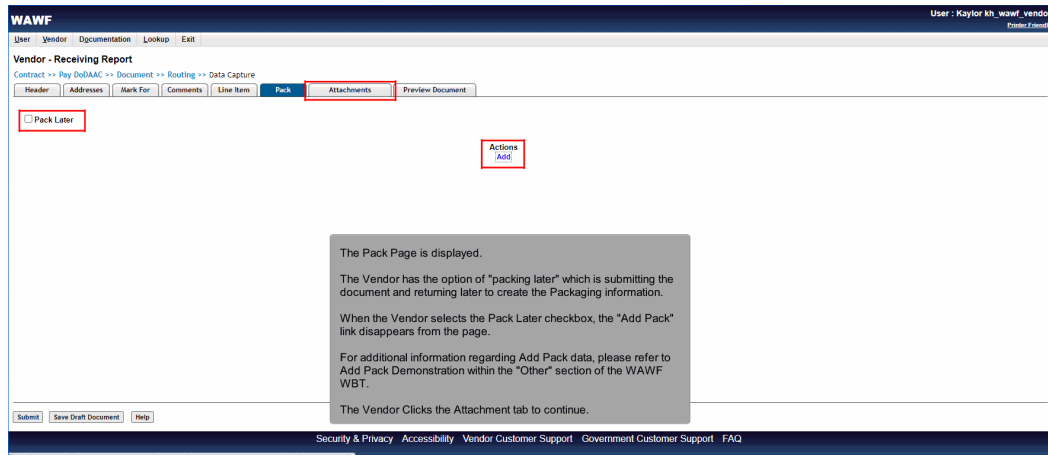 WAWF
User : Kaylor kh_wawf_vendo
Printer Friendl
User Vendor Documentation Lookup Exit
Vendor - Receiving Report
Contract >> Pay DoDAAC >> Document >> Routing >> Data Capture
Header Addresses Mark For Comments Line Item Pack Attachments Preview Document
Pack Later
Actions
Add
The Pack Page is displayed.
The Vendor has the option of "packing later" which is submitting the
document and returning later to create the Packaging information.
When the Vendor selects the Pack Later checkbox, the "Add Pack"
link disappears from the page.
For additional information regarding Add Pack data, please refer to
Add Pack Demonstration within the "Other" section of the WAWF
WBT.
The Vendor Clicks the Attachment tab to continue.
Submit Save Draft Document Help
Security & Privacy Accessibility Vendor Customer Support Government Customer Support FAQ